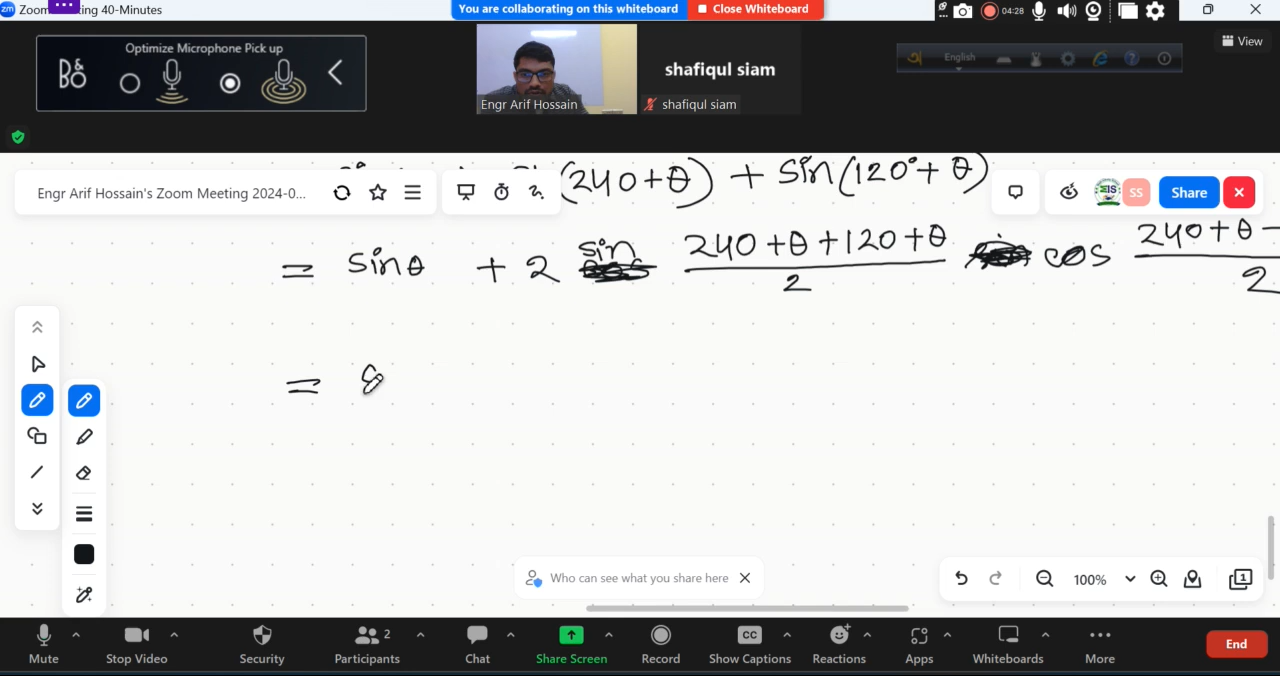 Zoom
ing 40-Minutes
You are collaborating on this whiteboard
Close Whiteboard
04:28
Optimize Microphone Pick up
B&O
Engr Arif Hossain
shafiqul siam
shafiqul siam
English
View
(240+θ) + sin(120°+ θ)
Engr Arif Hossain's Zoom Meeting 2024-0...
SS
Share
= sinθ + 2 sin 240+θ+120+θ / 2 cos 240+θ- / 2
=
Who can see what you share here
100%
1
Mute
Stop Video
Security
2
Participants
Chat
Share Screen
Record
CC
Show Captions
Reactions
Apps
Whiteboards
More
End